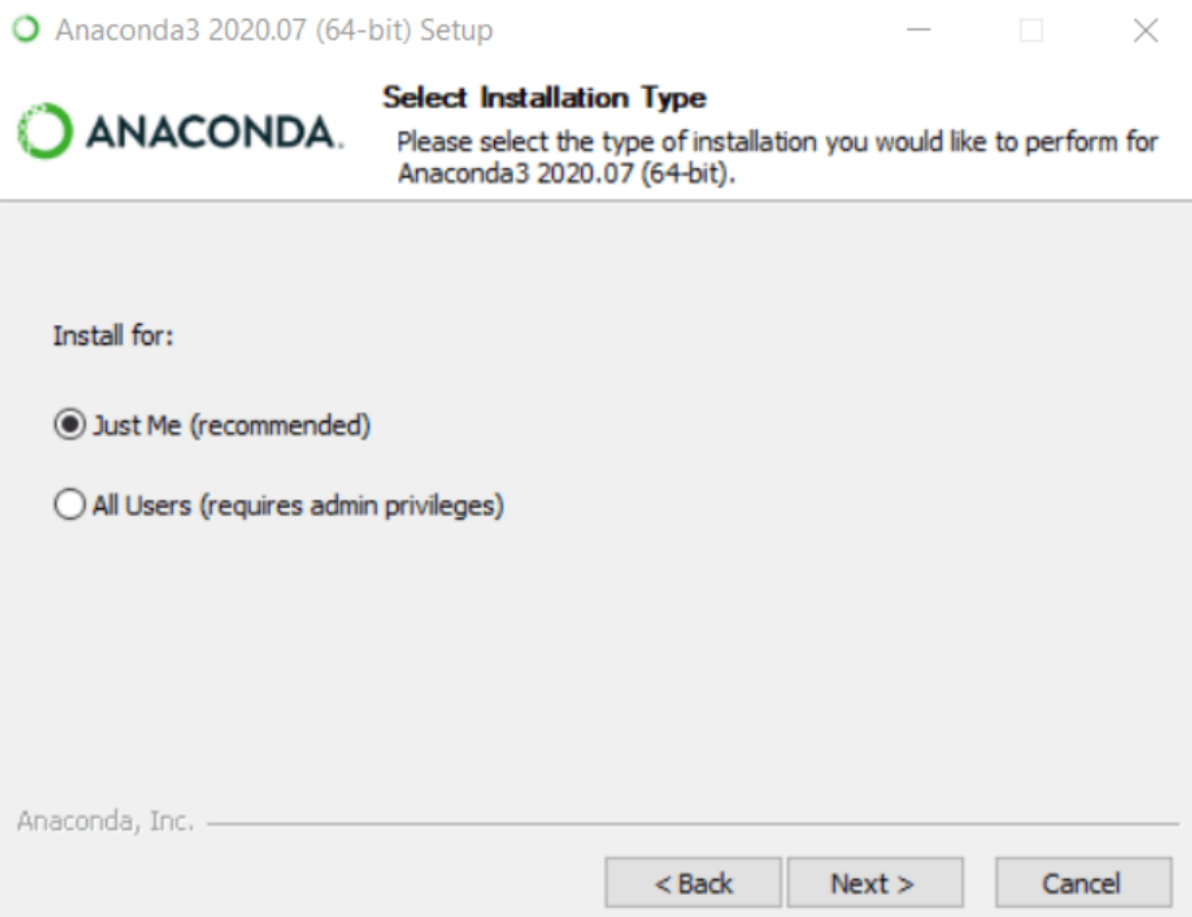 Anaconda3 2020.07 (64-bit) Setup
ANACONDA.
Select Installation Type
Please select the type of installation you would like to perform for
Anaconda3 2020.07 (64-bit).
Install for:
Just Me (recommended)
All Users (requires admin privileges)
Anaconda, Inc.
< Back
Next >
Cancel